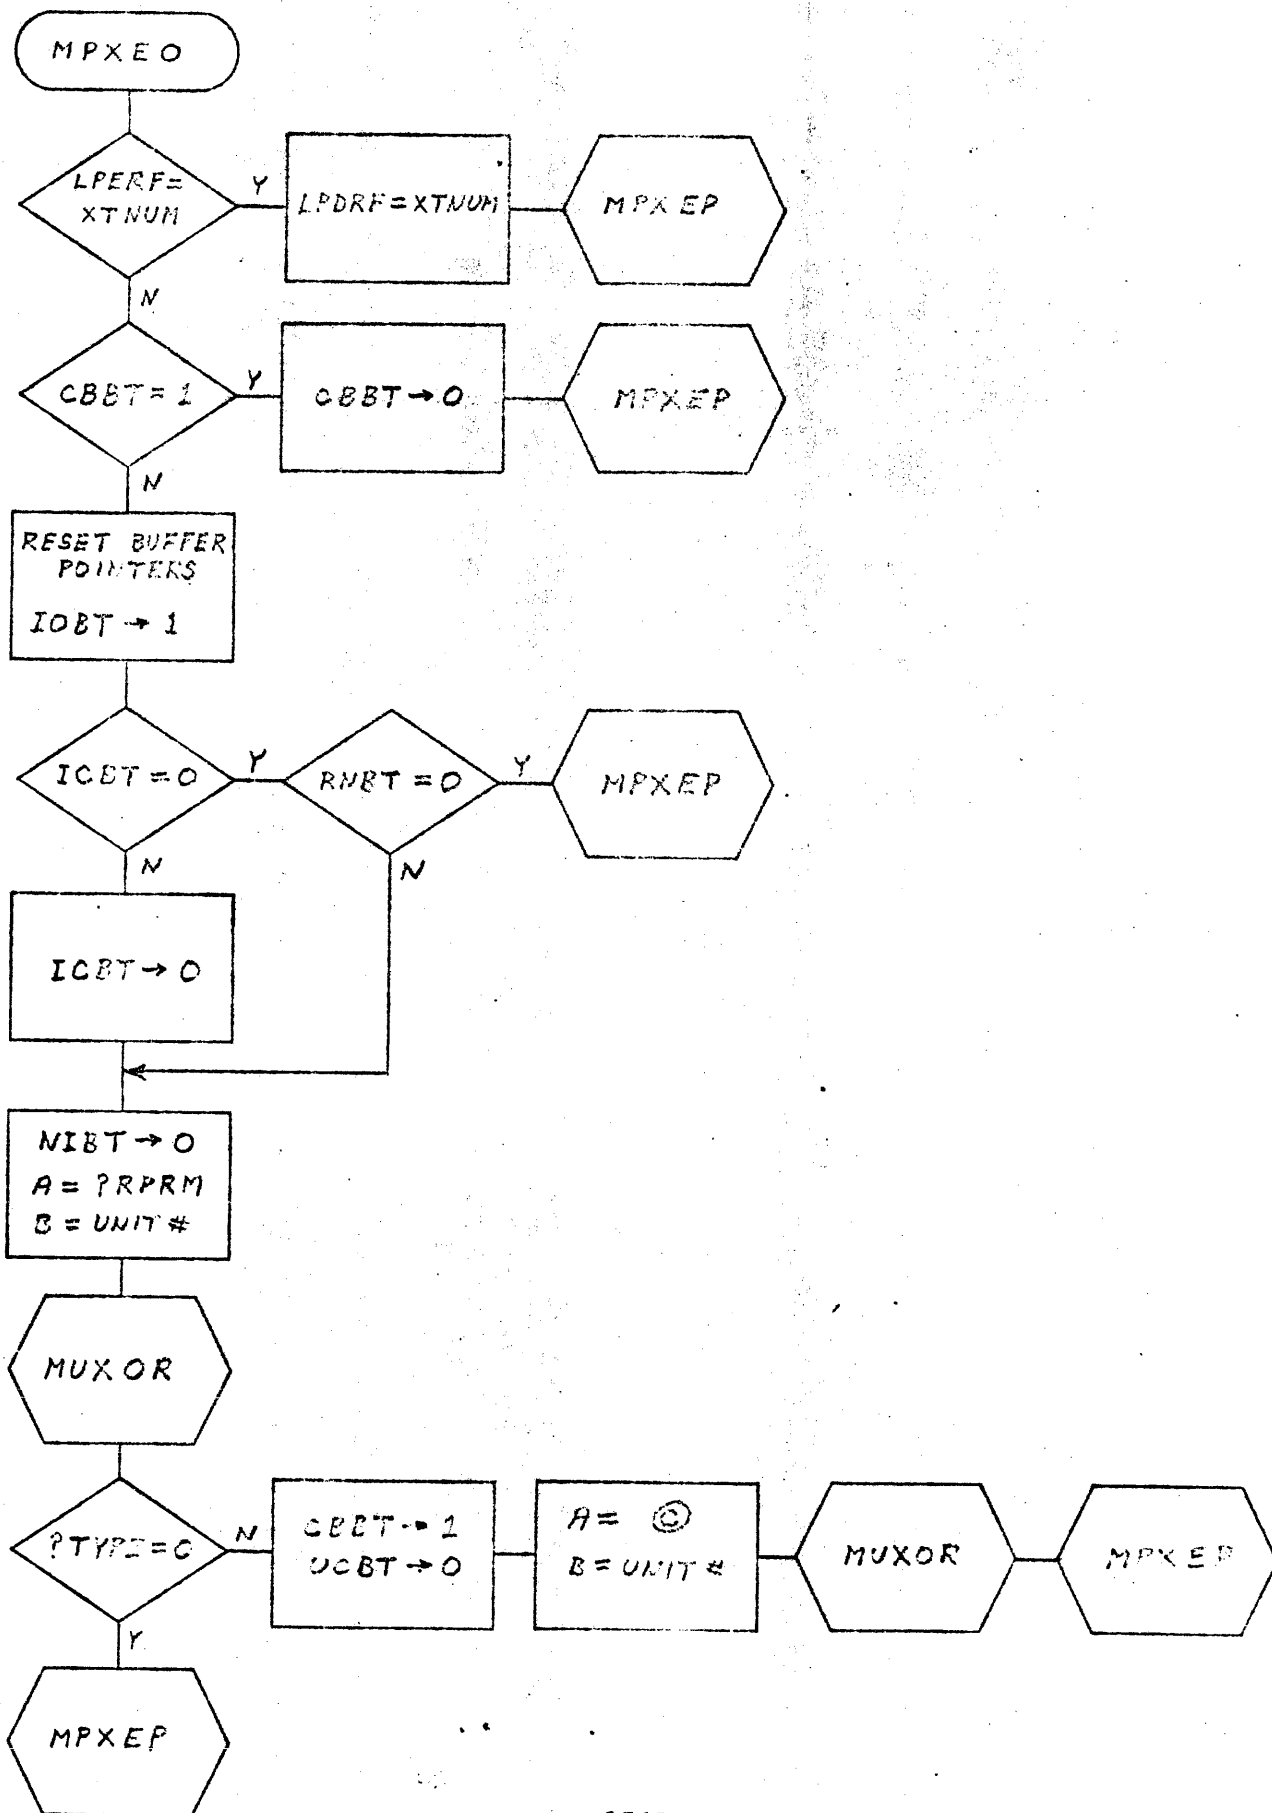 MPXEO
LPERF=
XTNUM
Y
LPDRF=XTNUM
MPXEP
N
CBBT=1
Y
CBBT→0
MPXEP
N
RESET BUFFER
POINTERS
IOBT→1
ICBT=0
Y
RNBT=0
Y
MPXEP
N
N
ICBT→0
NIBT→0
A=?RPRM
B=UNIT#
MUXOR
?TYPE=0
N
CBBT→1
UCBT→0
A= ©
B=UNIT#
MUXOR
MPXEP
Y
MPXEP